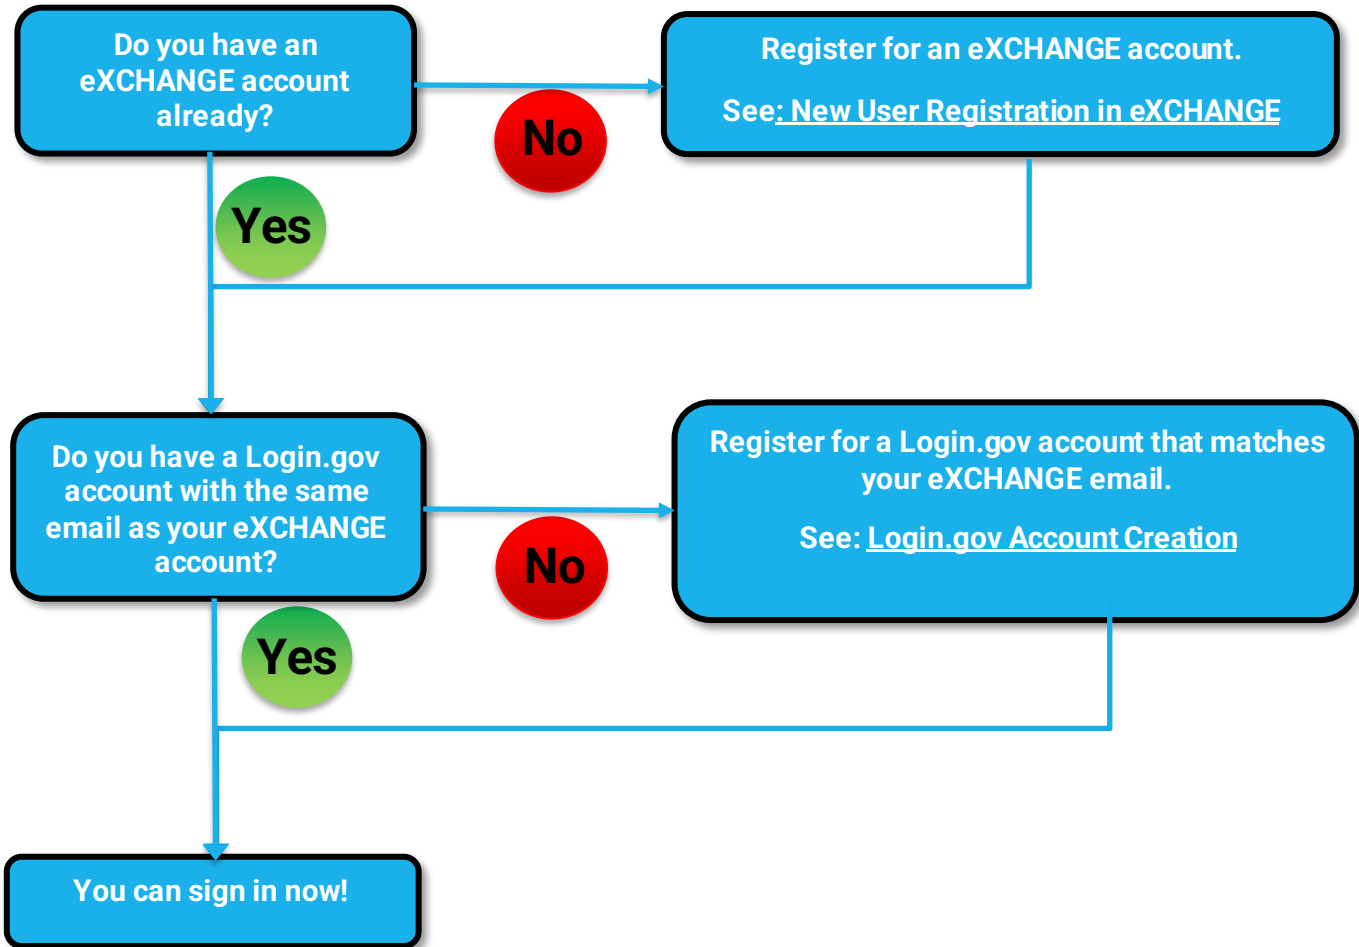 Do you have an
eXCHANGE account
already?
No
Register for an eXCHANGE account.
See: New User Registration in eXCHANGE
Yes
Do you have a Login.gov
account with the same
email as your eXCHANGE
account?
No
Register for a Login.gov account that matches
your eXCHANGE email.
See: Login.gov Account Creation
Yes
You can sign in now!